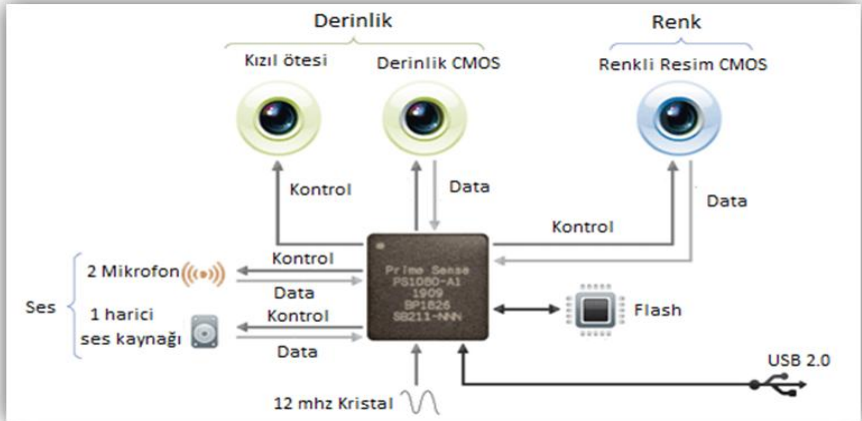 Derinlik
Renk
Kızıl ötesi
Derinlik CMOS
Renkli Resim CMOS
Kontrol
Data
Kontrol
Data
2 Mikrofon
Kontrol
Data
Ses
1 harici
ses kaynağı
Kontrol
Data
Prime Sense
PS1080-A1
1909
BP1826
SB211-NNN
Flash
USB 2.0
12 mhz Kristal